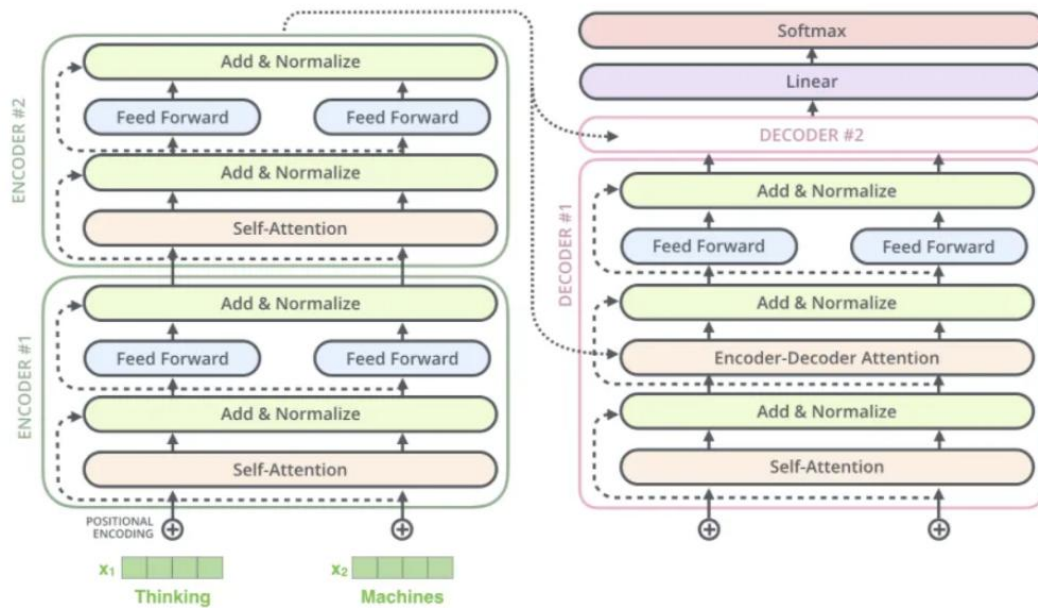 ENCODER #2
Add & Normalize
Feed Forward
Feed Forward
Add & Normalize
Self-Attention
ENCODER #1
Add & Normalize
Feed Forward
Feed Forward
Add & Normalize
Self-Attention
POSITIONAL
ENCODING
x₁
x₂
Thinking
Machines
Softmax
Linear
DECODER #2
DECODER #1
Add & Normalize
Feed Forward
Feed Forward
Add & Normalize
Encoder-Decoder Attention
Add & Normalize
Self-Attention